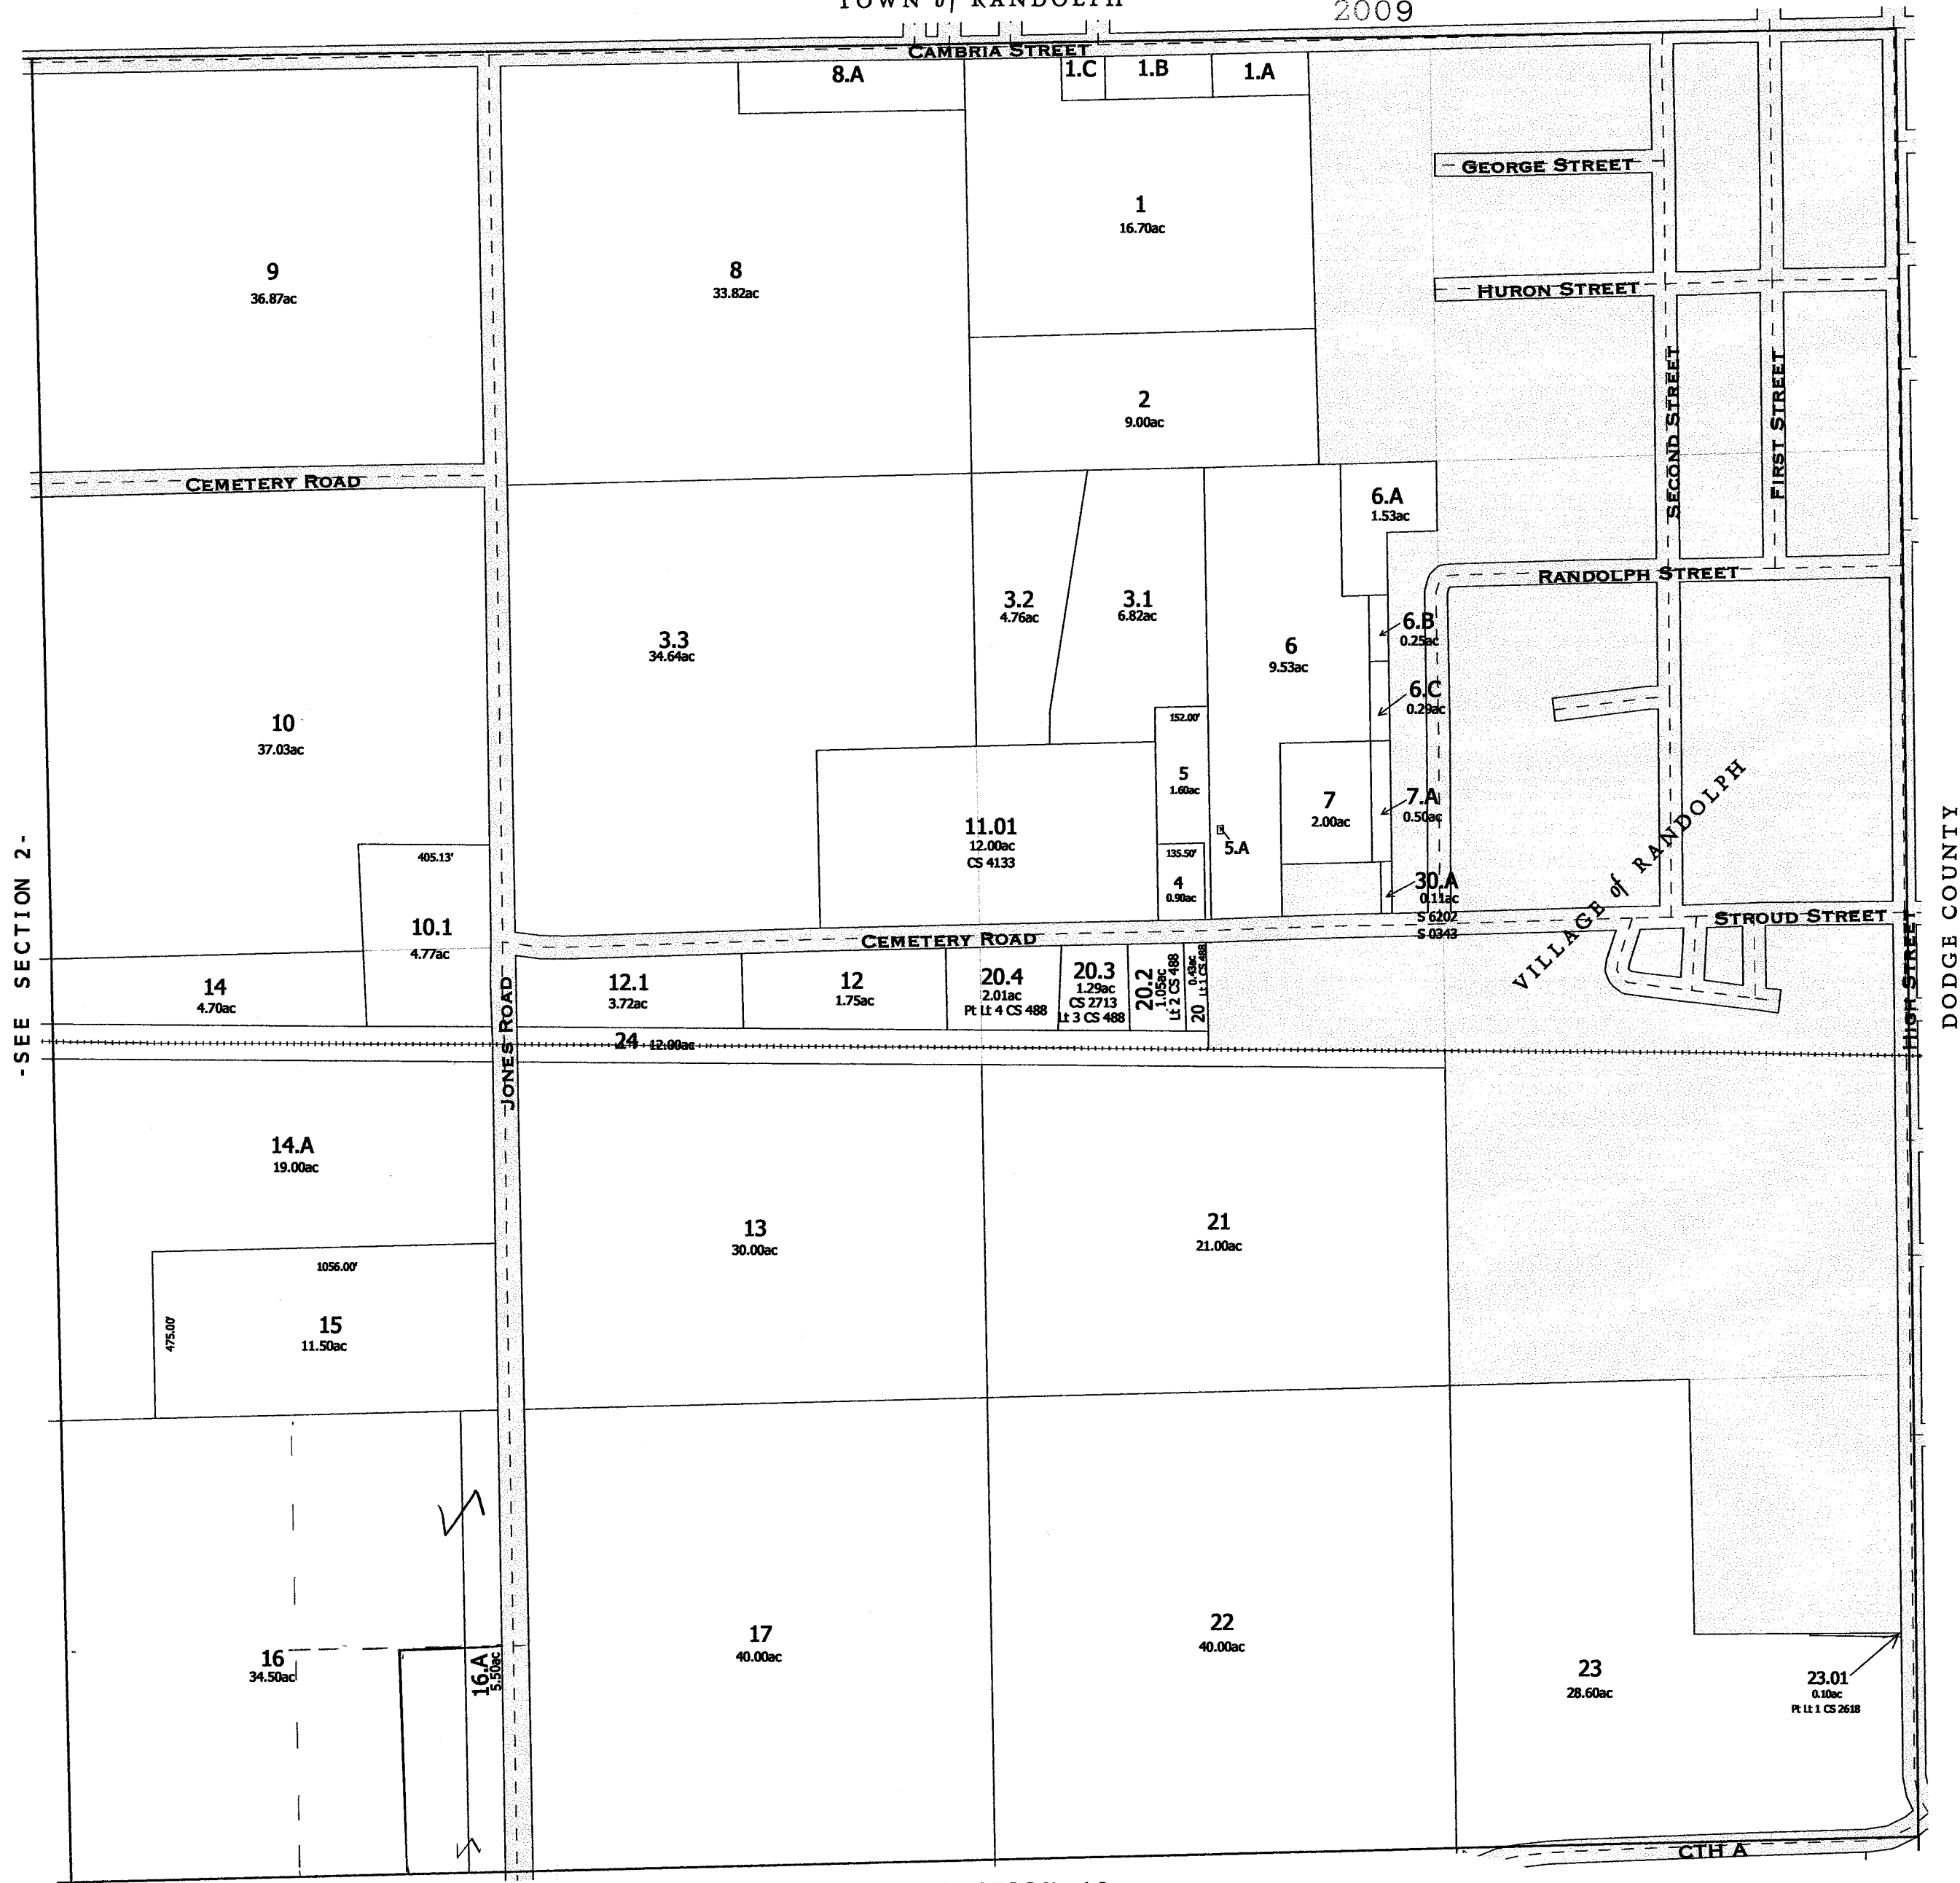 TOWN of RANDOLPH
2009
CAMBRIA STREET
8.A
1.C
1.B
1.A
GEORGE STREET
1
16.70ac
9
36.87ac
8
33.82ac
HURON STREET
2
9.00ac
SECOND STREET
FIRST STREET
CEMETERY ROAD
6.A
1.53ac
RANDOLPH STREET
3.2
4.76ac
3.1
6.82ac
6.B
0.25ac
3.3
34.64ac
6
9.53ac
6.C
0.29ac
10
37.03ac
152.00'
5
1.60ac
7
2.00ac
7.A
0.50ac
11.01
12.00ac
CS 4133
5.A
405.13'
135.50'
4
0.90ac
30.A
0.11ac
S 6202
S 0343
VILLAGE of RANDOLPH
STROUD STREET
HIGH STREET
DODGE COUNTY
-SEE SECTION 2-
10.1
4.77ac
CEMETERY ROAD
14
4.70ac
12.1
3.72ac
12
1.75ac
20.4
2.01ac
Pt Lt 4 CS 488
20.3
1.29ac
CS 2713
Lt 3 CS 488
20.2
1.05ac
Lt 2 CS 488
20
0.43ac
Lt 1 CS 488
24 12.00ac
JONES ROAD
14.A
19.00ac
13
30.00ac
21
21.00ac
1056.00'
475.00'
15
11.50ac
16
34.50ac
16.A
5.50ac
17
40.00ac
22
40.00ac
23
28.60ac
23.01
0.10ac
Pt Lt 1 CS 2618
CTH A